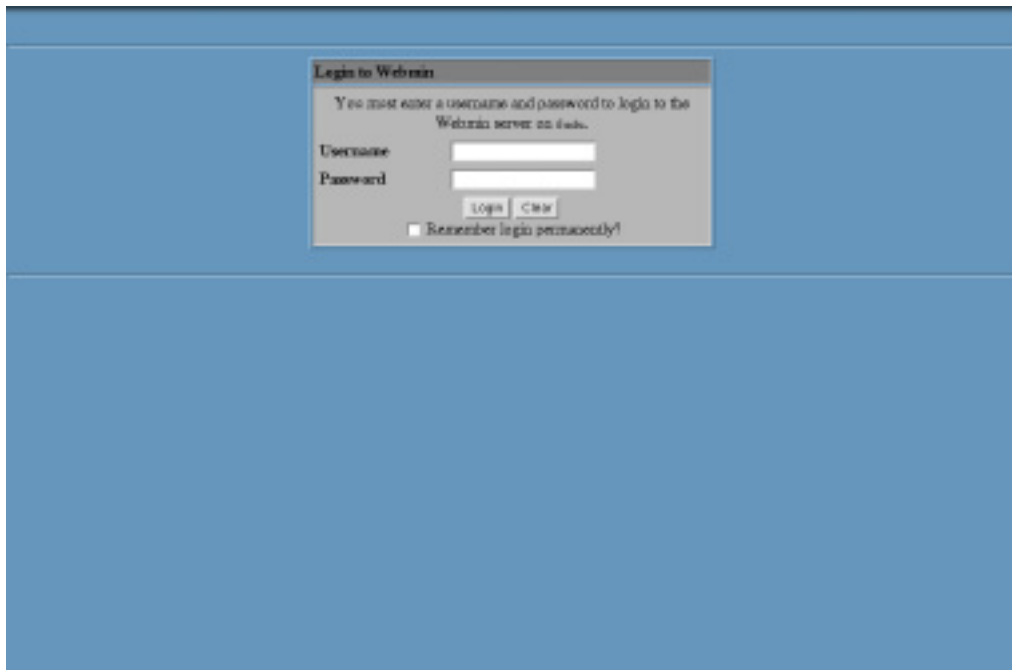 Login to Webmin
You must enter a username and password to login to the
Webmin server on
Username
Password
Login Clear
Remember login permanently?